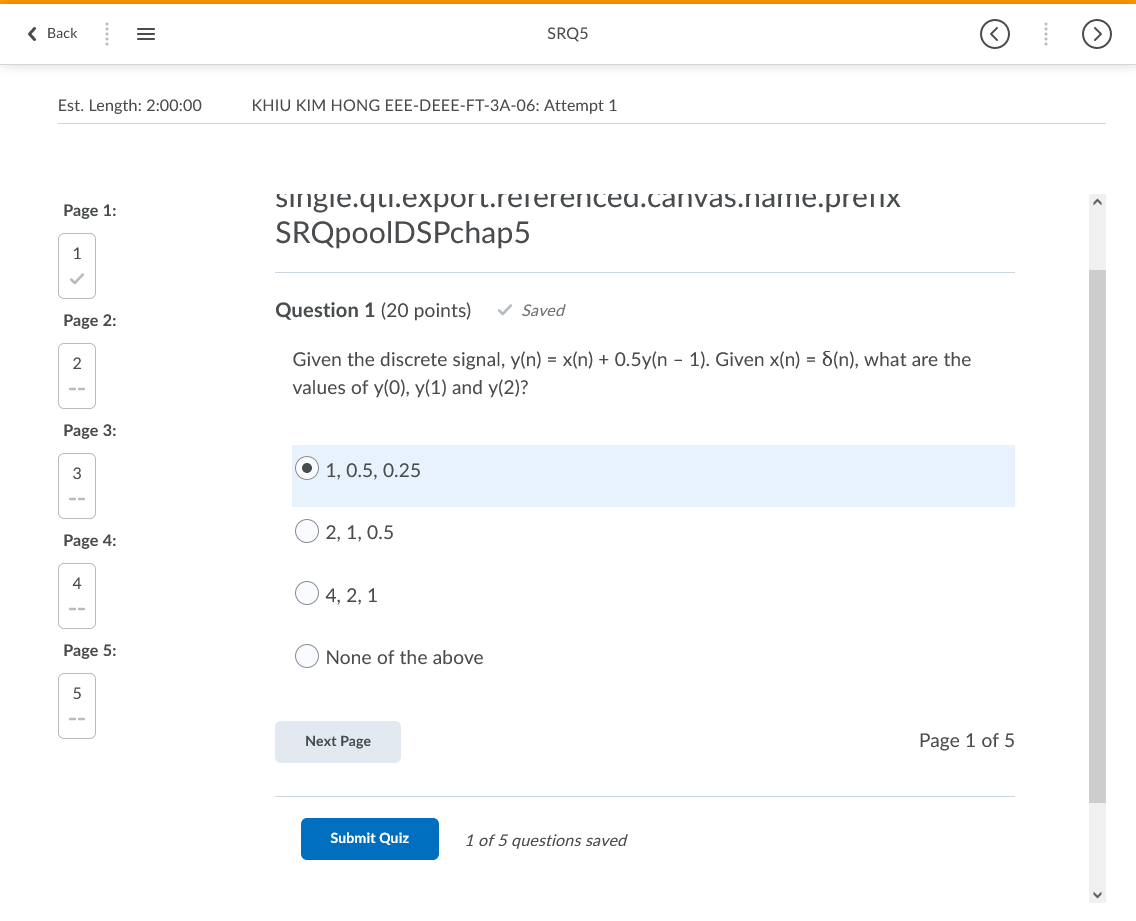 Back
SRQ5
Est. Length: 2:00:00 KHIU KIM HONG EEE-DEEE-FT-3A-06: Attempt 1
Page 1:
1
Page 2:
2
--
Page 3:
3
--
Page 4:
4
--
Page 5:
5
--
single.qti.export.referenced.canvas.name.prefix
SRQpoolDSPchap5
Question 1 (20 points) Saved
Given the discrete signal, y(n) = x(n) + 0.5y(n – 1). Given x(n) = δ(n), what are the
values of y(0), y(1) and y(2)?
1, 0.5, 0.25
2, 1, 0.5
4, 2, 1
None of the above
Next Page
Page 1 of 5
Submit Quiz
1 of 5 questions saved